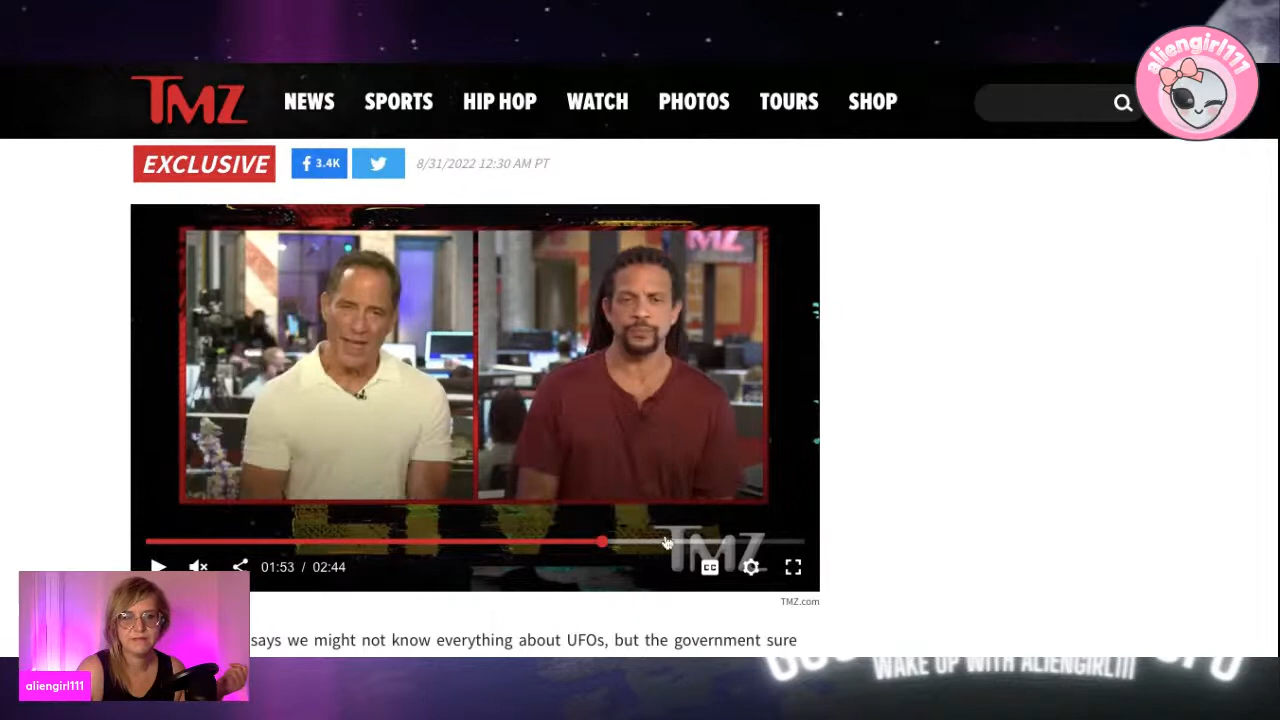 aliengirl111
TMZ
NEWS
SPORTS
HIP HOP
WATCH
PHOTOS
TOURS
SHOP
EXCLUSIVE
3.4K
8/31/2022 12:30 AM PT
MZ
TMZ
01:53 / 02:44
CC
TMZ.com
says we might not know everything about UFOs, but the government sure
aliengirl111
WAKE UP WITH ALIENGIRL111